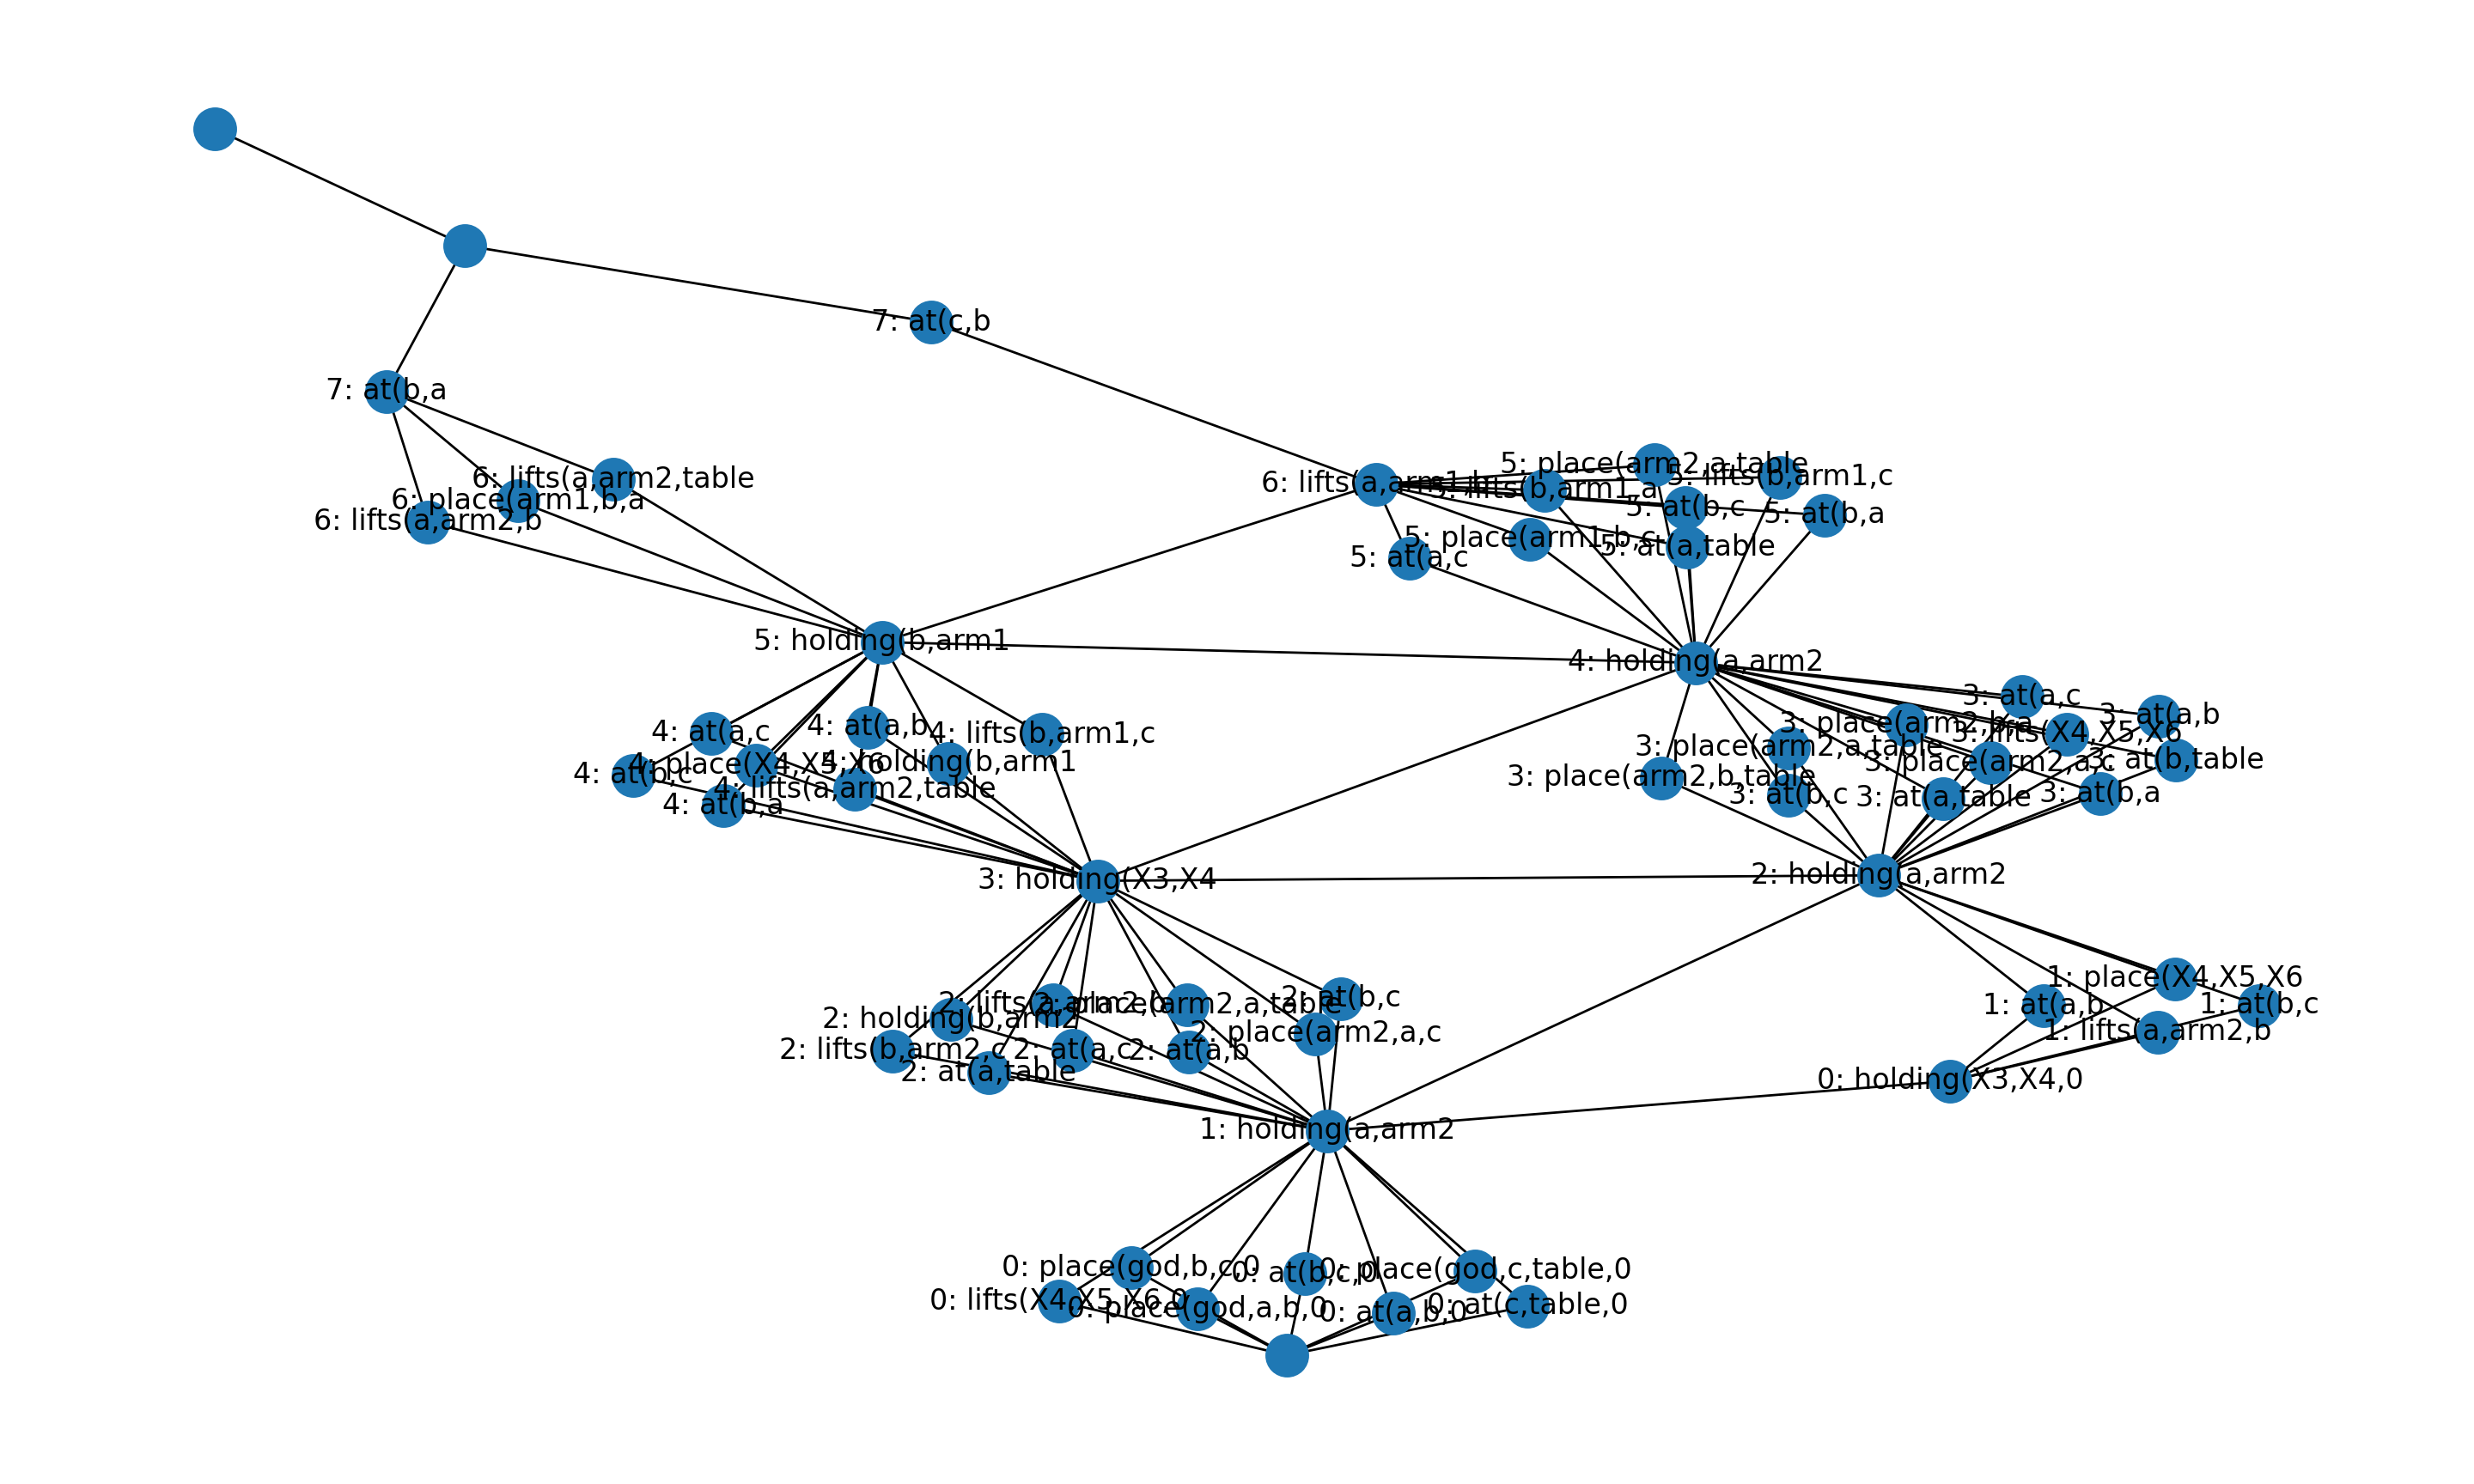 7: at(c,b
7: at(b,a
5: place(arm2,a,table
6: lifts(a,arm2,table
5: lifts(b,arm1,c
6: lifts(a,arm1,b
5: lifts(b,arm1,a
6: place(arm1,b,a
5: at(b,c
5: at(b,a
6: lifts(a,arm2,b
5: place(arm1,b,c
5: at(a,table
5: at(a,c
5: holding(b,arm1
4: holding(a,arm2
3: at(a,c
3: at(a,b
4: at(a,b
3: place(arm2,b,a
4: at(a,c
4: lifts(b,arm1,c
3: lifts(X4,X5,X6
3: place(arm2,a,table
3: at(b,table
4: place(X4,X5,X6
4: holding(b,arm1
3: place(arm2,a,c
4: at(b,c
3: place(arm2,b,table
4: lifts(a,arm2,table
3: at(b,c
3: at(a,table
3: at(b,a
4: at(b,a
3: holding(X3,X4
2: holding(a,arm2
1: place(X4,X5,X6
2: at(b,c
2: lifts(a,arm2,b
2: place(arm2,a,table
1: at(a,b
1: at(b,c
2: holding(b,arm2
2: place(arm2,a,c
1: lifts(a,arm2,b
2: lifts(b,arm2,c
2: at(a,c
2: at(a,b
2: at(a,table
0: holding(X3,X4,0
1: holding(a,arm2
0: place(god,b,c,0
0: at(b,c,0
0: place(god,c,table,0
0: lifts(X4,X5,X6,0
0: place(god,a,b,0
0: at(a,b,0
0: at(c,table,0